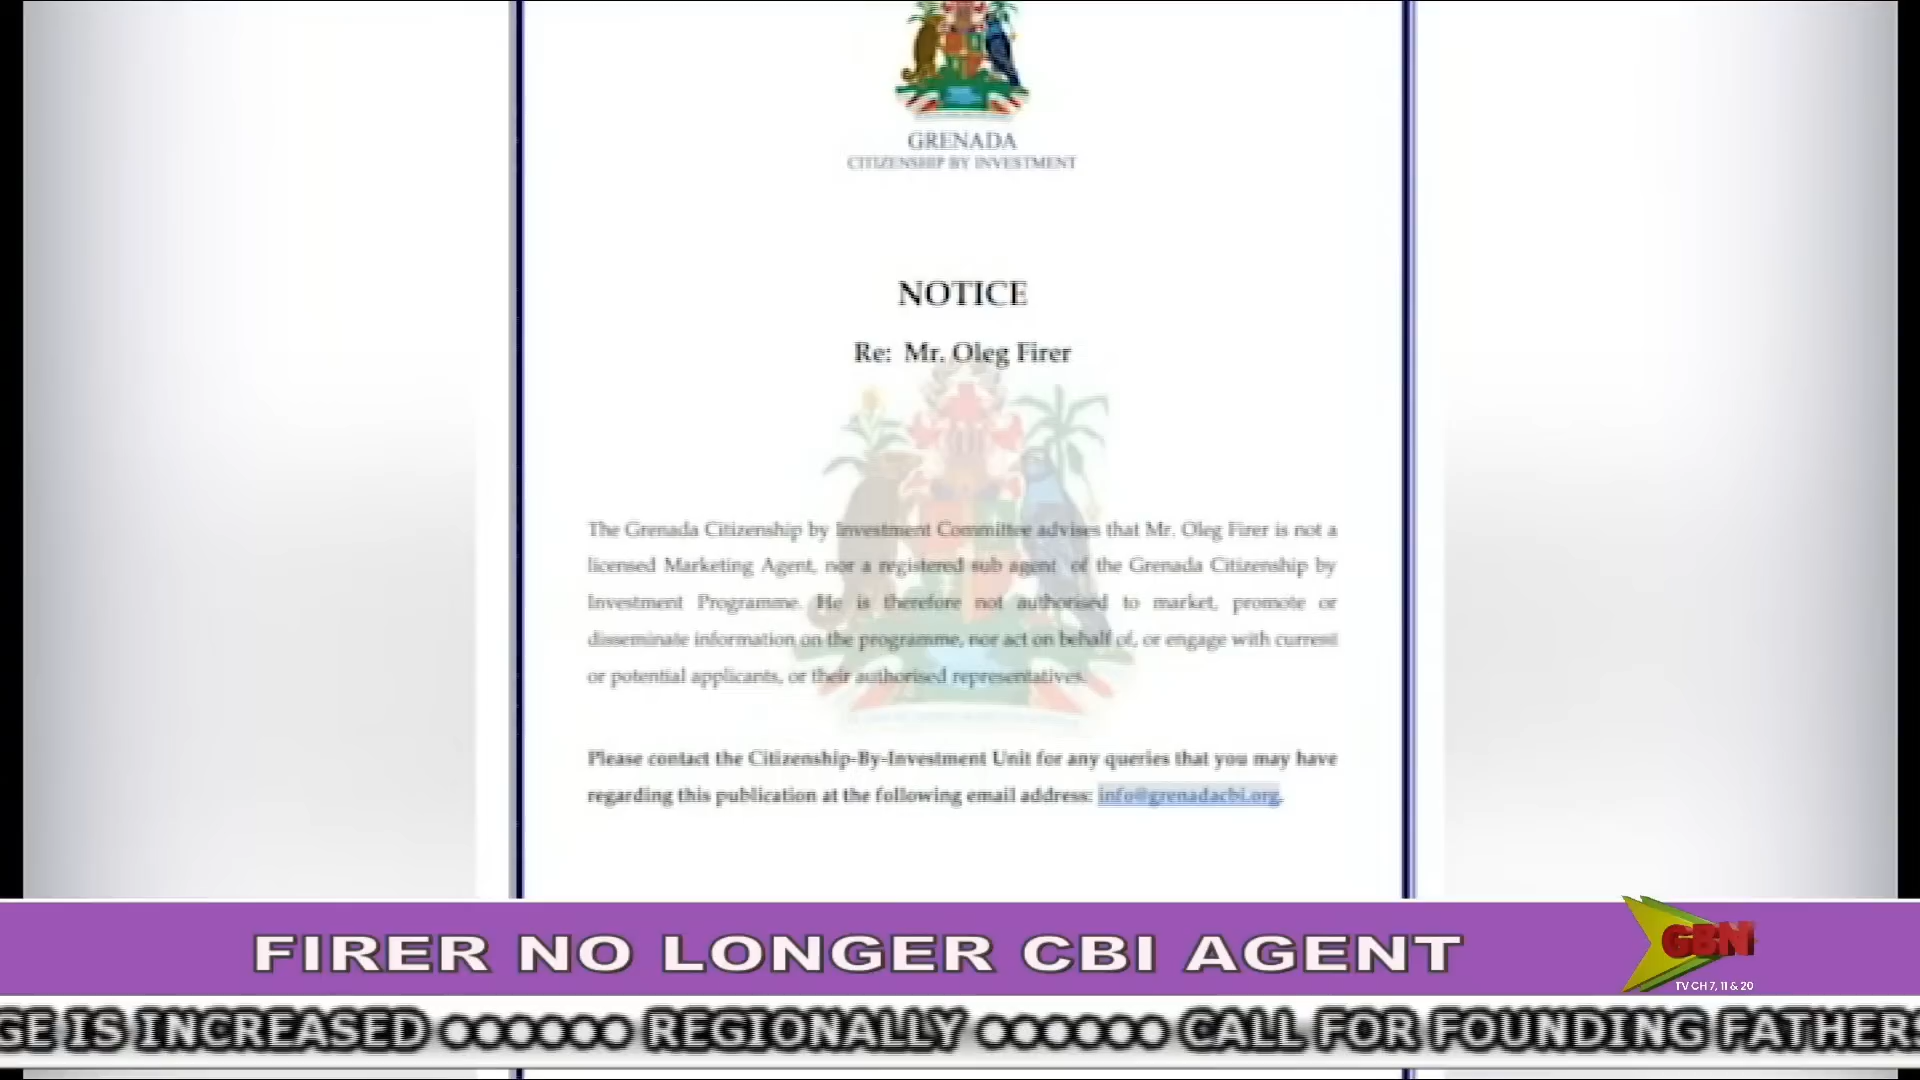 GRENADA
CITIZENSHIP BY INVESTMENT
NOTICE
Re: Mr. Oleg Firer
The Grenada Citizenship by Investment Committee advises that Mr. Oleg Firer is not a
licensed Marketing Agent, nor a registered sub agent of the Grenada Citizenship by
Investment Programme. He is therefore not authorised to market, promote or
disseminate information on the programme, nor act on behalf of, or engage with current
or potential applicants, or their authorised representatives.
Please contact the Citizenship-By-Investment Unit for any queries that you may have
regarding this publication at the following email address: info@grenadacbi.org.
FIRER NO LONGER CBI AGENT
GBN
TV CH 7, 11 & 20
GE IS INCREASED •••••• REGIONALLY •••••• CALL FOR FOUNDING FATHERS